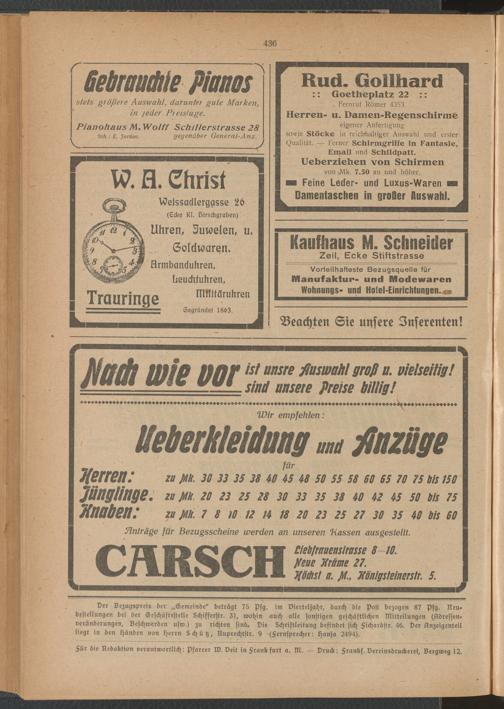 436
Gebrauchte Pianos
stets größere Auswahl, darunter gute Marken,
in jeder Preislage.
Pianohaus M. Wolff Schillerstrasse 28
Inh.: E. Jordan. gegenüber General-Anz.
W. A. Christ
Weissadlergasse 26
(Ecke Kl. Hirschgraben)
Uhren, Juwelen, u.
Goldwaren.
Armbanduhren,
Leuchtuhren,
Militäruhren
Trauringe
Gegründet 1863.
Rud. Gollhard
:: Goetheplatz 22 ::
Fernruf Römer 4353.
Herren- u. Damen-Regenschirme
eigener Anfertigung
sowie Stöcke in reichhaltiger Auswahl und erster
Qualität. — Ferner Schirmgriffe in Fantasie,
Email und Schildpatt.
Ueberziehen von Schirmen
von Mk. 7,50 an und höher.
Feine Leder- und Luxus-Waren
Damentaschen in großer Auswahl.
Kaufhaus M. Schneider
Zeil, Ecke Stiftstrasse
Vorteilhafteste Bezugsquelle für
Manufaktur- und Modewaren
Wohnungs- und Hotel-Einrichtungen.
Beachten Sie unsere Inserenten!
Nach wie vor ist unsre Auswahl groß u. vielseitig!
sind unsere Preise billig!
Wir empfehlen:
Ueberkleidung und Anzüge
für
Herren: zu Mk. 30 33 35 38 40 45 48 50 55 58 60 65 70 75 bis 150
Jünglinge. zu Mk. 20 23 25 28 30 33 35 38 40 42 45 50 bis 75
Knaben: zu Mk. 7 8 10 12 14 18 20 23 25 27 30 35 40 bis 60
Anträge für Bezugsscheine werden an unseren Kassen ausgestellt.
CARSCH
Liebfrauenstrasse 8—10.
Neue Kräme 27.
Höchst a. M., Königsteinerstr. 5.
Der Bezugspreis der „Gemeinde" beträgt 75 Pfg. im Vierteljahr, durch die Post bezogen 87 Pfg. Neu-
bestellungen bei der Geschäftsstelle Schifferstr. 3), wohin auch alle sonstigen geschäftlichen Mitteilungen (Adressen-
veränderungen, Beschwerden usw.) zu richten sind. Die Schriftleitung befindet sich Fichardstr. 46. Der Anzeigenteil
liegt in den Händen von Herrn Schütz, Ruprechtstr. 9 (Fernsprecher: Hansa 2494).
Für die Redaktion verantwortlich: Pfarrer W. Veit in Frankfurt a. M. — Druck: Frankf. Vereinsdruckerei, Bergweg 12.